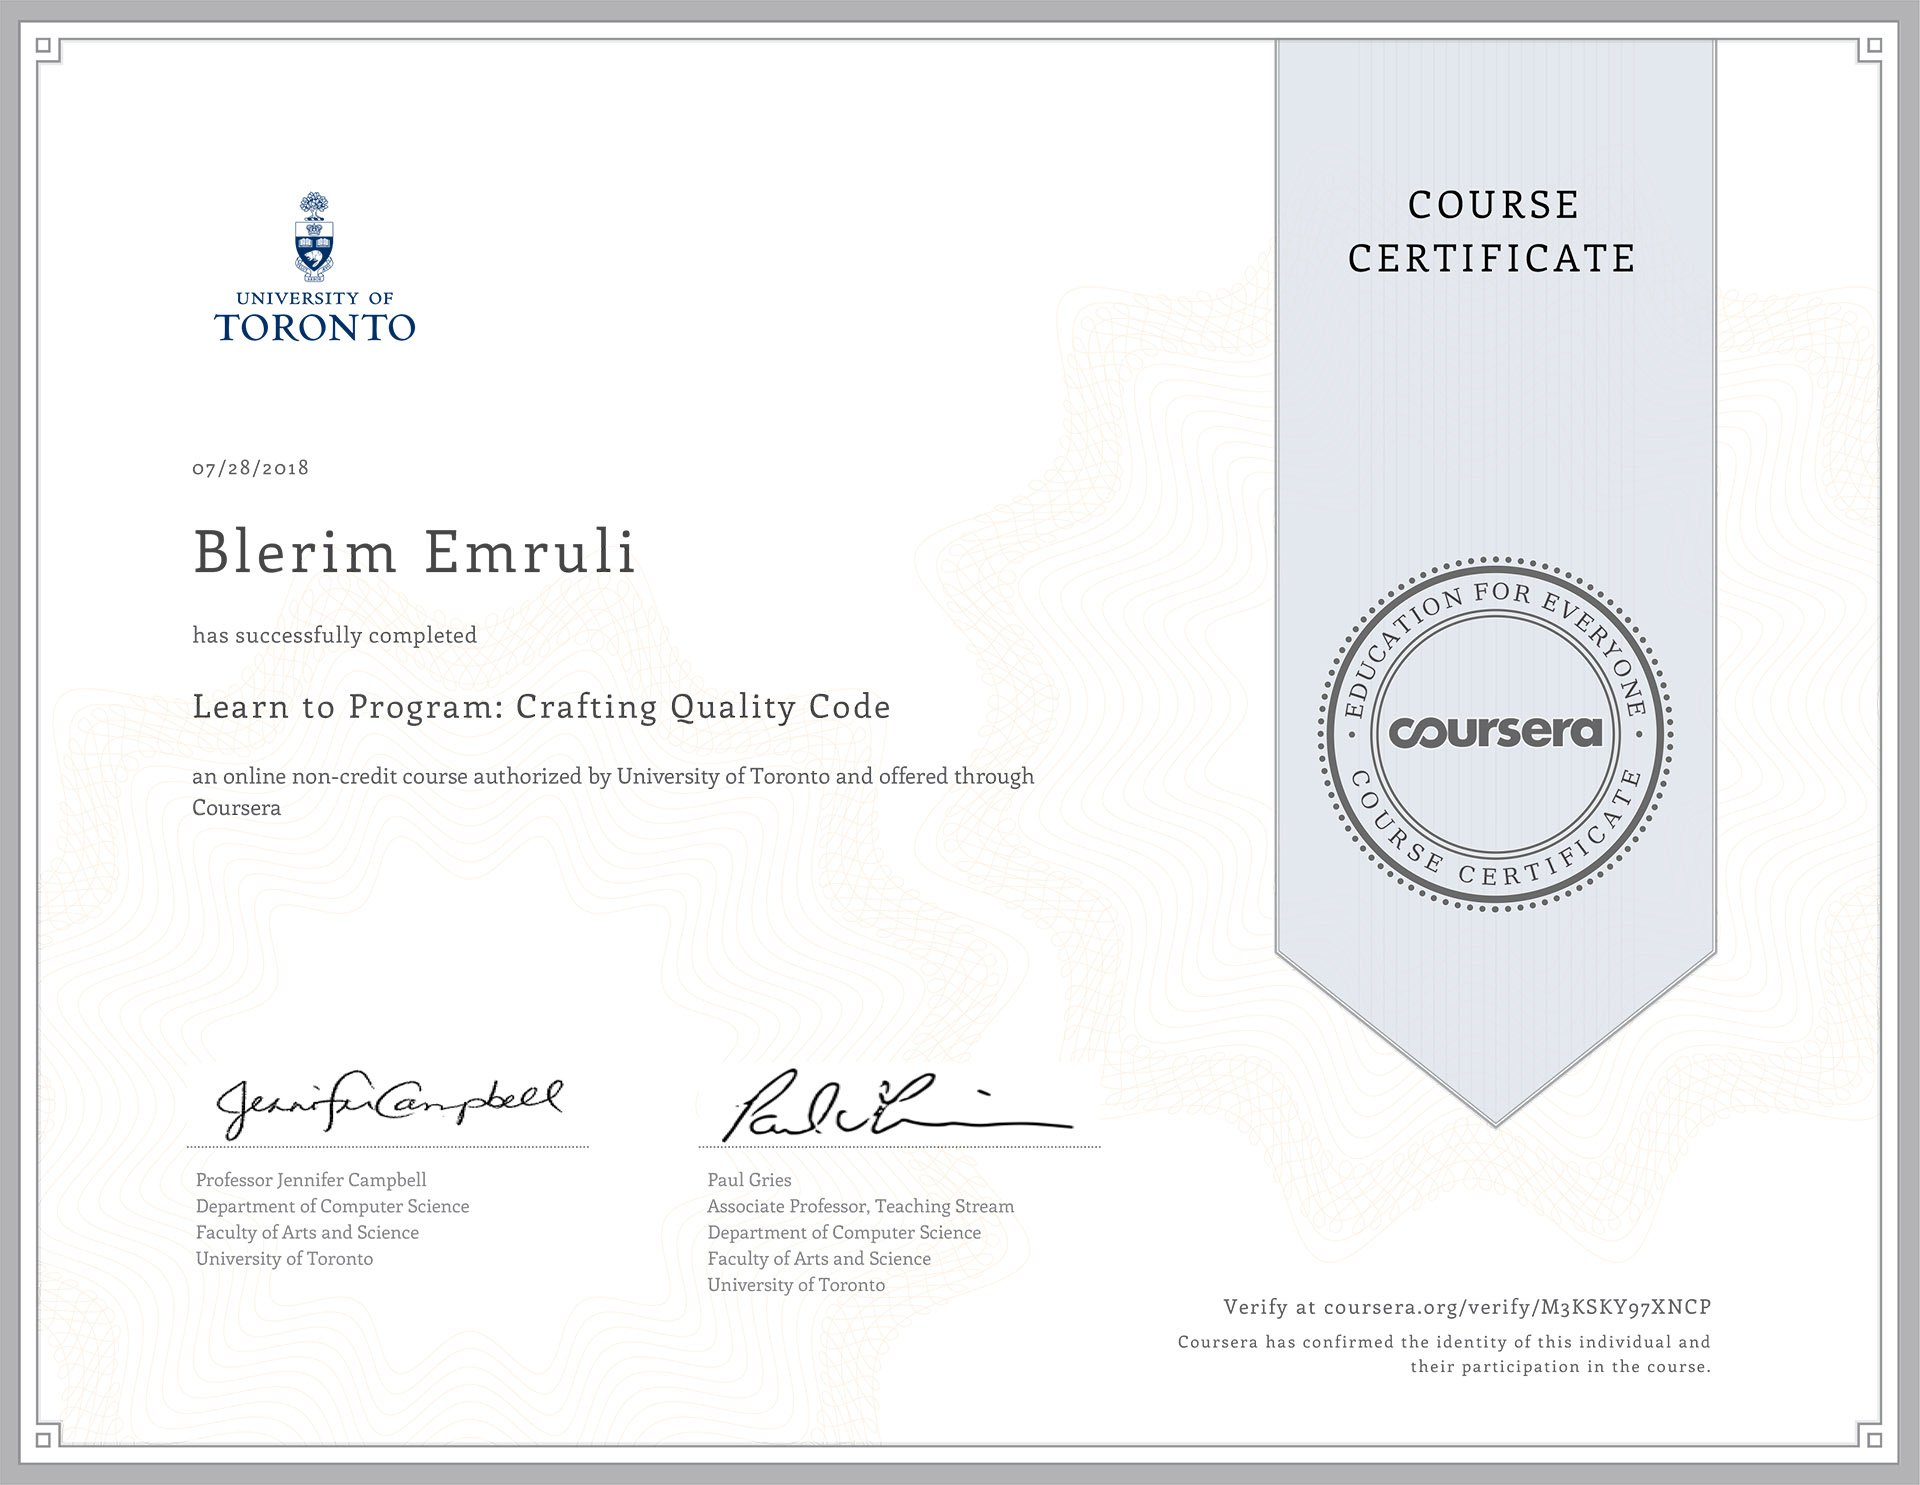 UNIVERSITY OF
TORONTO
COURSE
CERTIFICATE
07/28/2018
Blerim Emruli
has successfully completed
Learn to Program: Crafting Quality Code
an online non-credit course authorized by University of Toronto and offered through
Coursera
EDUCATION FOR EVERYONE
coursera
COURSE CERTIFICATE
Jennifer Campbell
Professor Jennifer Campbell
Department of Computer Science
Faculty of Arts and Science
University of Toronto
Paul Gries
Associate Professor, Teaching Stream
Department of Computer Science
Faculty of Arts and Science
University of Toronto
Verify at coursera.org/verify/M3KSKY97XNCP
Coursera has confirmed the identity of this individual and
their participation in the course.